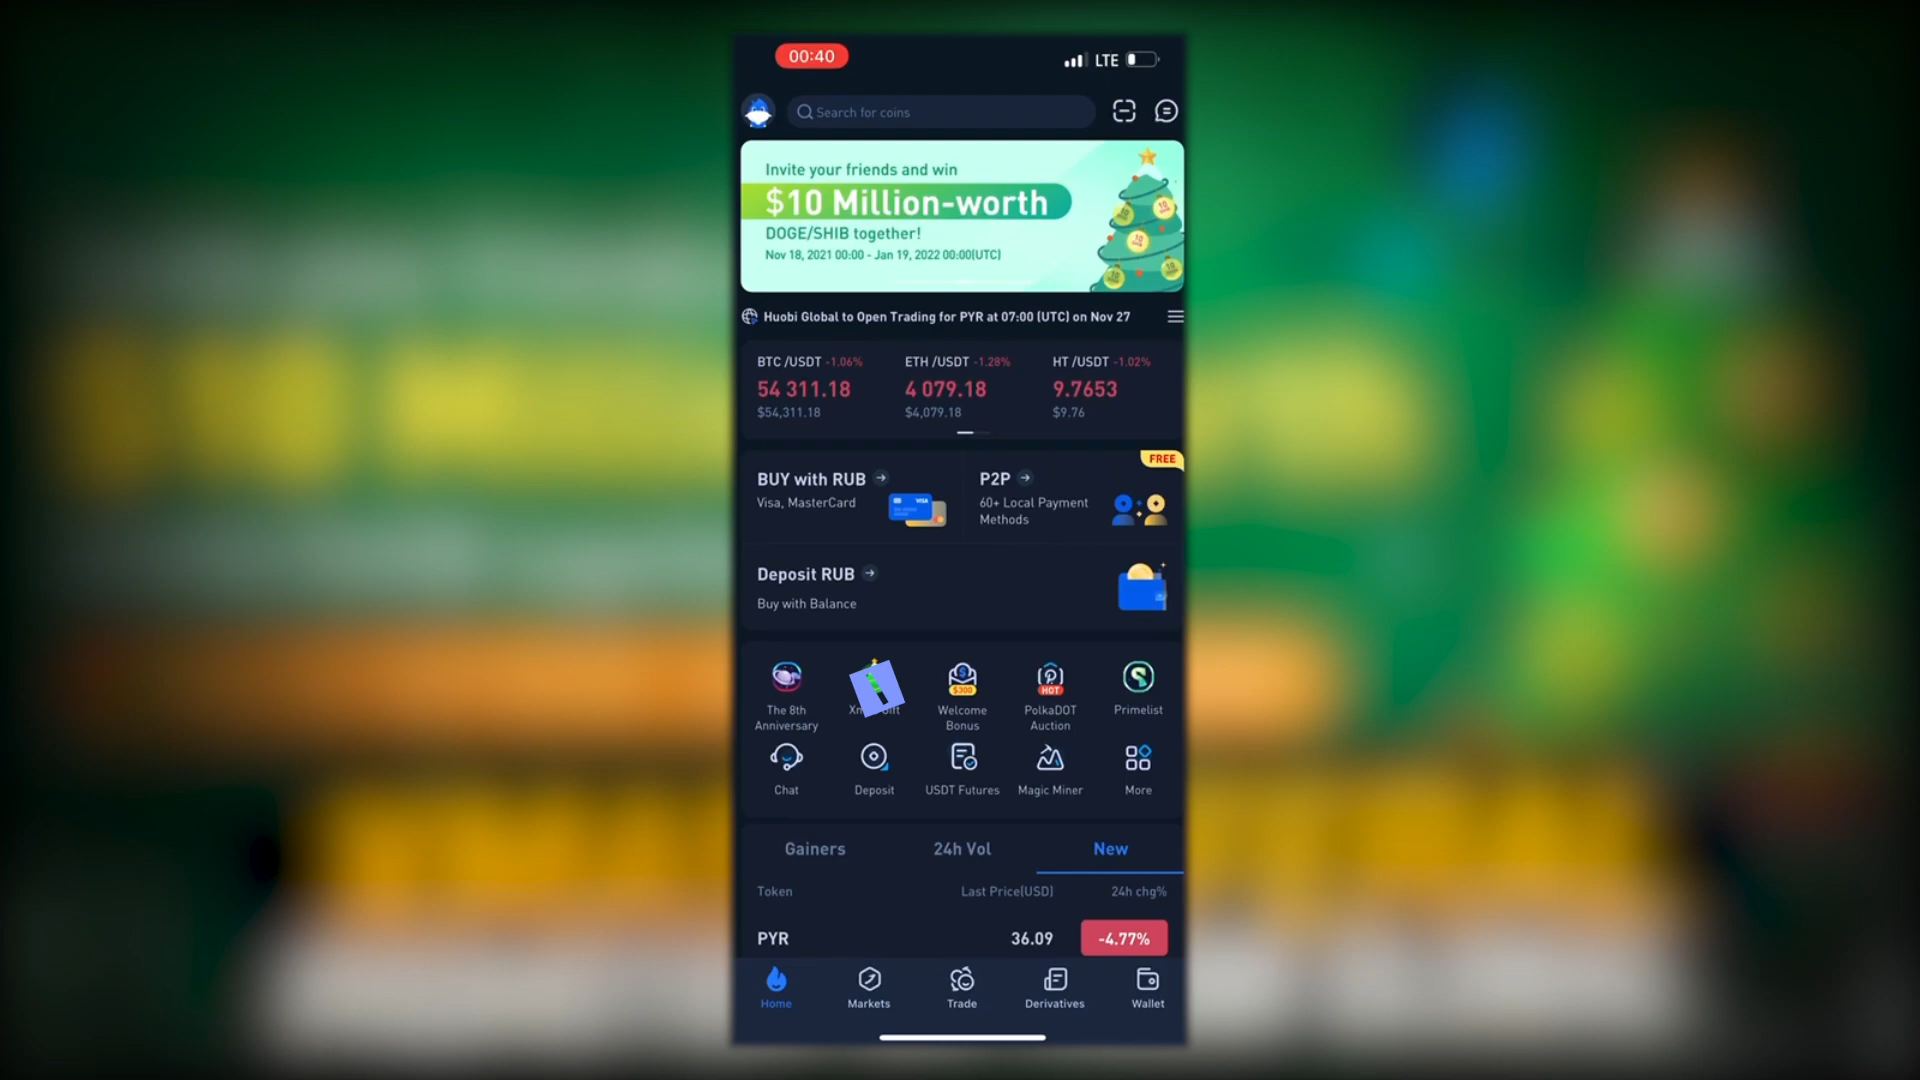 00:40
LTE
Search for coins
Invite your friends and win
$10 Million-worth
DOGE/SHIB together!
Nov 18, 2021 00:00 - Jan 19, 2022 00:00(UTC)
Huobi Global to Open Trading for PYR at 07:00 (UTC) on Nov 27
BTC /USDT -1.06% ETH /USDT -1.28% HT /USDT -1.02%
54 311.18 4 079.18 9.7653
$54,311.18 $4,079.18 $9.76
FREE
BUY with RUB P2P
Visa, MasterCard 60+ Local Payment
Methods
VISA
Deposit RUB
Buy with Balance
$300 HOT
The 8th Welcome PolkaDOT Primelist
Anniversary Bonus Auction
Chat Deposit USDT Futures Magic Miner More
Gainers 24h Vol New
Token Last Price(USD) 24h chg%
PYR 36.09 -4.77%
Home Markets Trade Derivatives Wallet